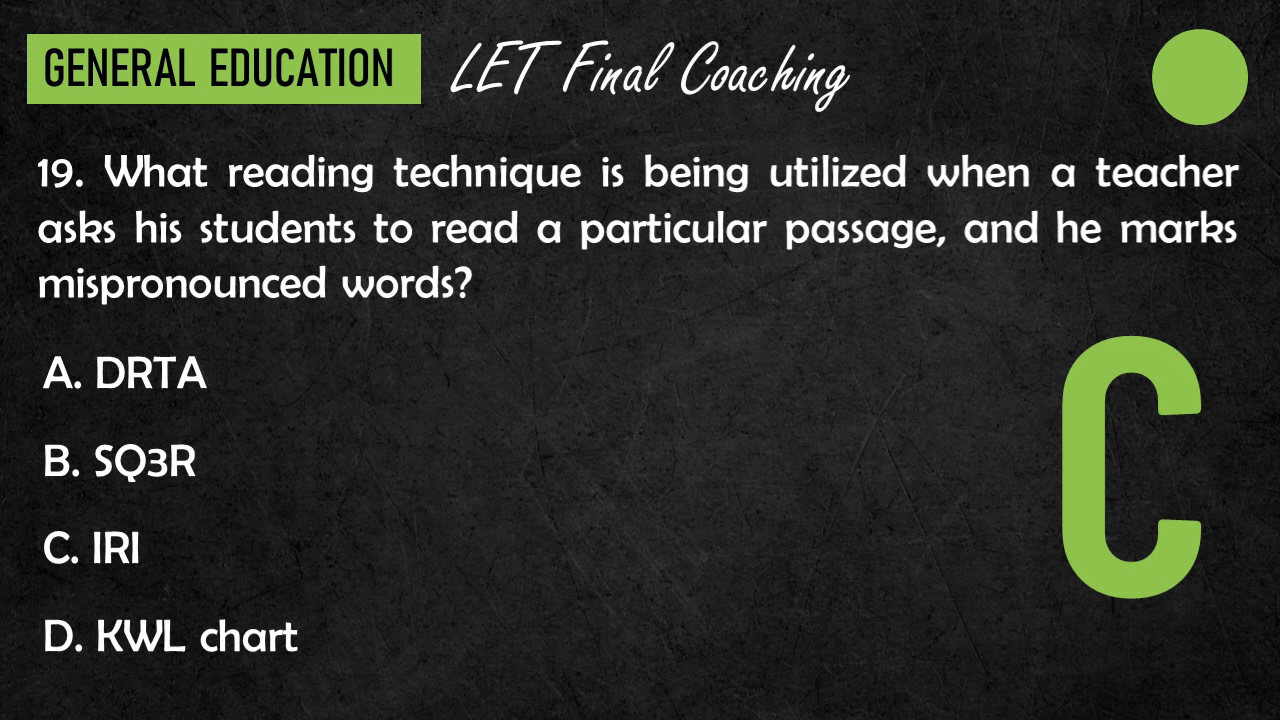 GENERAL EDUCATION LET Final Coaching
19. What reading technique is being utilized when a teacher
asks his students to read a particular passage, and he marks
mispronounced words?
A. DRTA
B. SQ3R
C. IRI
D. KWL chart
C